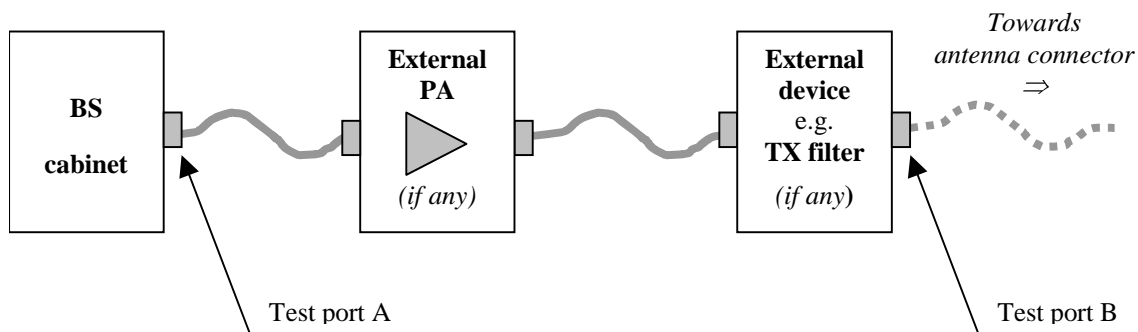 BS
cabinet
External
PA
(if any)
External
device
e.g.
TX filter
(if any)
Towards
antenna connector
⇒
Test port A
Test port B